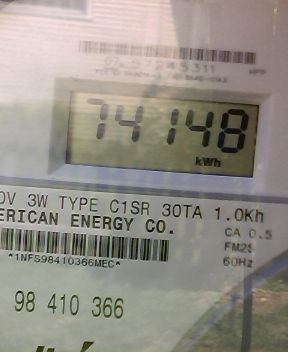 74148
kWh
0V 3W TYPE C1SR 30TA 1.0Kh
ERICAN ENERGY CO.
CA 0.5
FM2S
60Hz
*1NFS98410366MEC*
98 410 366